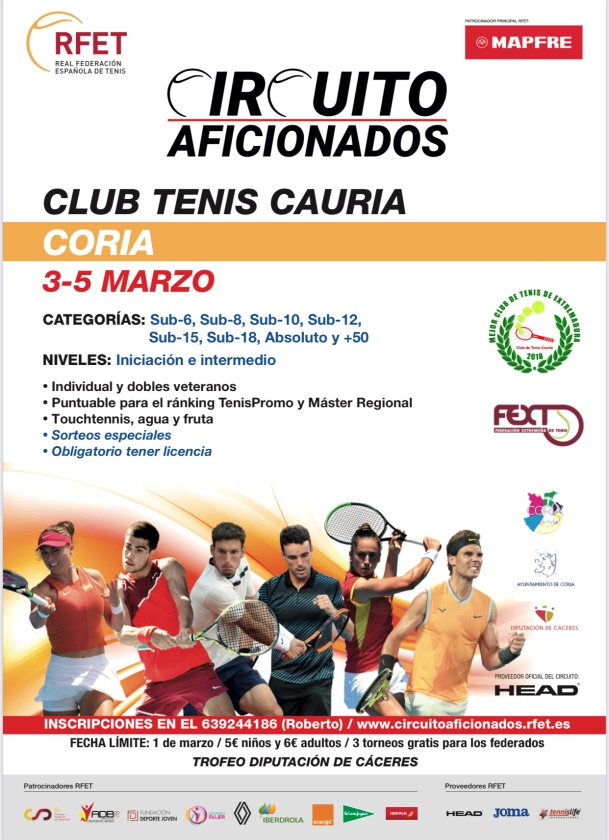 RFET
REAL FEDERACIÓN
ESPAÑOLA DE TENIS
PATROCINADOR PRINCIPAL RFET:
MAPFRE
CIRCUITO
AFICIONADOS
CLUB TENIS CAURIA
CORIA
3-5 MARZO
CATEGORÍAS: Sub-6, Sub-8, Sub-10, Sub-12,
Sub-15, Sub-18, Absoluto y +50
NIVELES: Iniciación e intermedio
• Individual y dobles veteranos
• Puntuable para el ránking TenisPromo y Máster Regional
• Touchtennis, agua y fruta
• Sorteos especiales
• Obligatorio tener licencia
MEJOR CLUB DE TENIS DE EXTREMADURA
Club de Tenis Cauria
2018
FEXT
FEDERACIÓN EXTREMEÑA DE TENIS
AYUNTAMIENTO DE CORIA
DIPUTACIÓN DE CÁCERES
PROVEEDOR OFICIAL DEL CIRCUITO:
HEAD
INSCRIPCIONES EN EL 639244186 (Roberto) / www.circuitoaficionados.rfet.es
FECHA LÍMITE: 1 de marzo / 5€ niños y 6€ adultos / 3 torneos gratis para los federados
TROFEO DIPUTACIÓN DE CÁCERES
Patrocinadores RFET
Proveedores RFET
CSD
ADB
FUNDACIÓN
DEPORTE JOVEN
MUJER
IBERDROLA
orange
El Corte Inglés
IBERIA
HEAD
Joma
tennislife